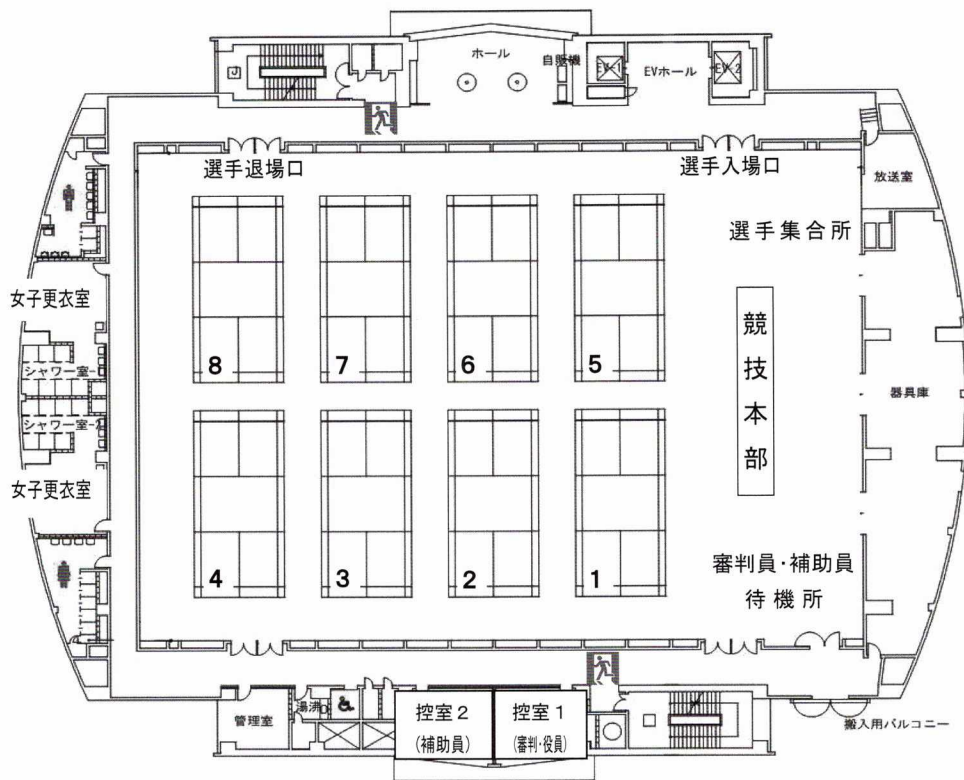 ホール
自販機
EV-1
EVホール
EV-2
J
選手退場口
選手入場口
放送室
選手集合所
女子更衣室
競技本部
8
7
6
5
シャワー室-
器具庫
シャワー室-2
女子更衣室
審判員・補助員
待機所
4
3
2
1
管理室
湯沸
控室2
(補助員)
控室1
(審判・役員)
搬入用バルコニー